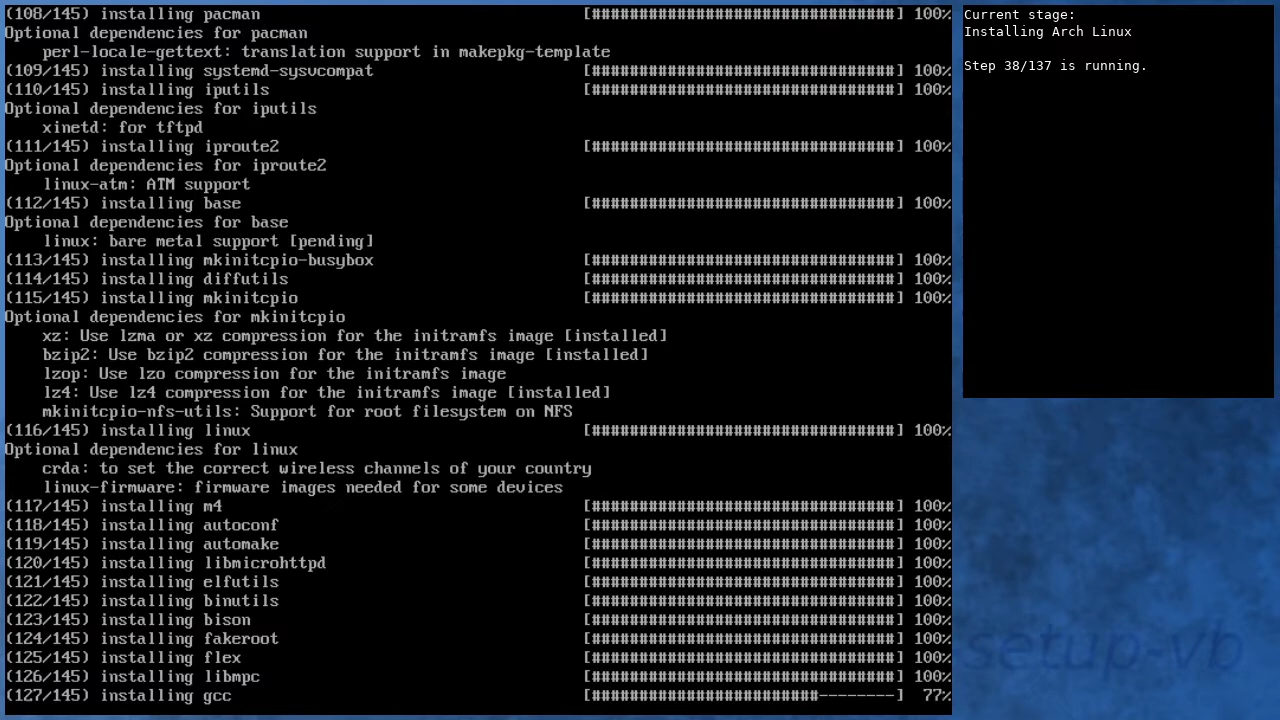 (108/145) installing pacman [################################] 100%
Optional dependencies for pacman
    perl-locale-gettext: translation support in makepkg-template
(109/145) installing systemd-sysvcompat [################################] 100%
(110/145) installing iputils [################################] 100%
Optional dependencies for iputils
    xinetd: for tftpd
(111/145) installing iproute2 [################################] 100%
Optional dependencies for iproute2
    linux-atm: ATM support
(112/145) installing base [################################] 100%
Optional dependencies for base
    linux: bare metal support [pending]
(113/145) installing mkinitcpio-busybox [################################] 100%
(114/145) installing diffutils [################################] 100%
(115/145) installing mkinitcpio [################################] 100%
Optional dependencies for mkinitcpio
    xz: Use lzma or xz compression for the initramfs image [installed]
    bzip2: Use bzip2 compression for the initramfs image [installed]
    lzop: Use lzo compression for the initramfs image
    lz4: Use lz4 compression for the initramfs image [installed]
    mkinitcpio-nfs-utils: Support for root filesystem on NFS
(116/145) installing linux [################################] 100%
Optional dependencies for linux
    crda: to set the correct wireless channels of your country
    linux-firmware: firmware images needed for some devices
(117/145) installing m4 [################################] 100%
(118/145) installing autoconf [################################] 100%
(119/145) installing automake [################################] 100%
(120/145) installing libmicrohttpd [################################] 100%
(121/145) installing elfutils [################################] 100%
(122/145) installing binutils [################################] 100%
(123/145) installing bison [################################] 100%
(124/145) installing fakeroot [################################] 100%
(125/145) installing flex [################################] 100%
(126/145) installing libmpc [################################] 100%
(127/145) installing gcc [########################--------] 77%
Current stage:
Installing Arch Linux
Step 38/137 is running.
setup-vb